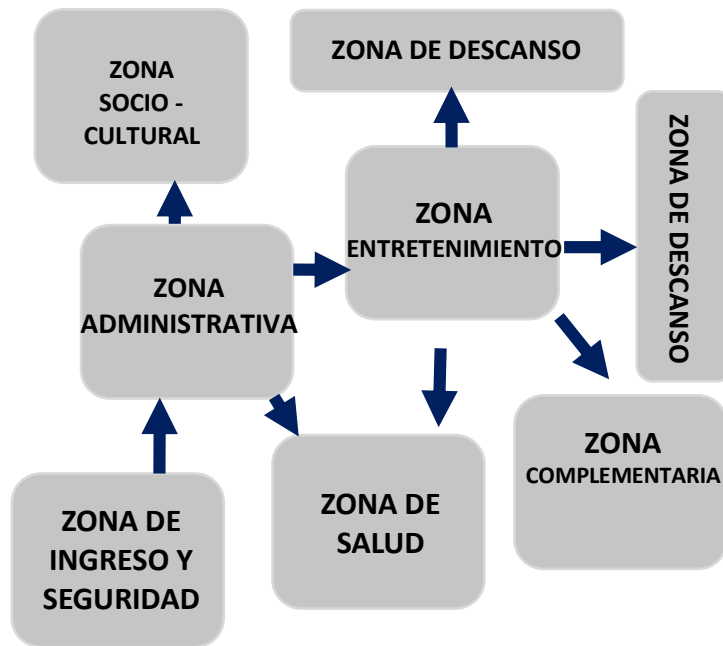 ZONA
SOCIO -
CULTURAL
ZONA DE DESCANSO
ZONA DE DESCANSO
ZONA
ENTRETENIMIENTO
ZONA
ADMINISTRATIVA
ZONA
COMPLEMENTARIA
ZONA DE
SALUD
ZONA DE
INGRESO Y
SEGURIDAD